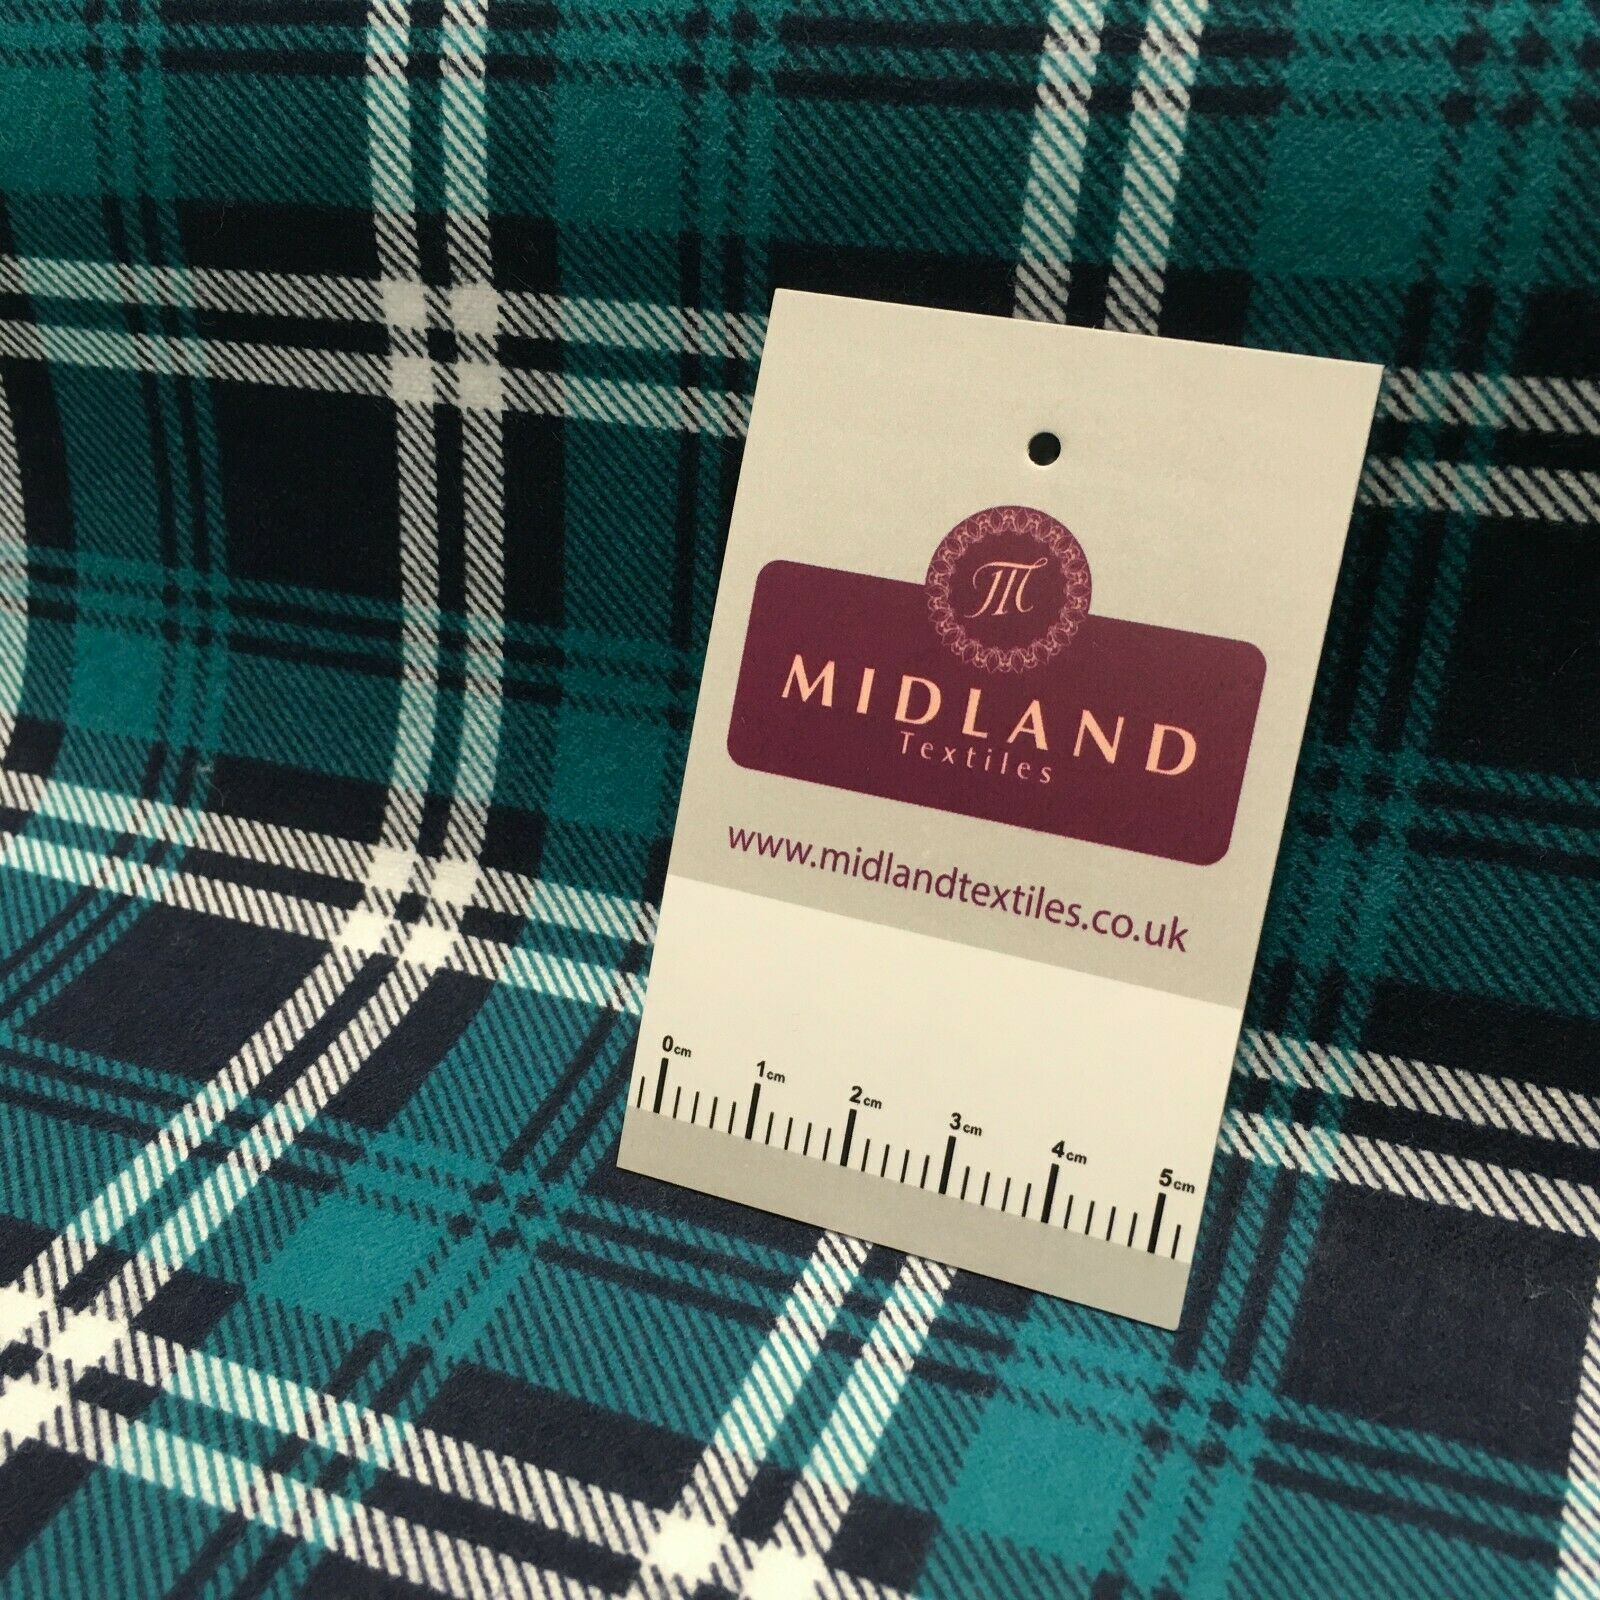 M
MIDLAND
Textiles
www.midlandtextiles.co.uk
0cm 1cm 2cm 3cm 4cm 5cm